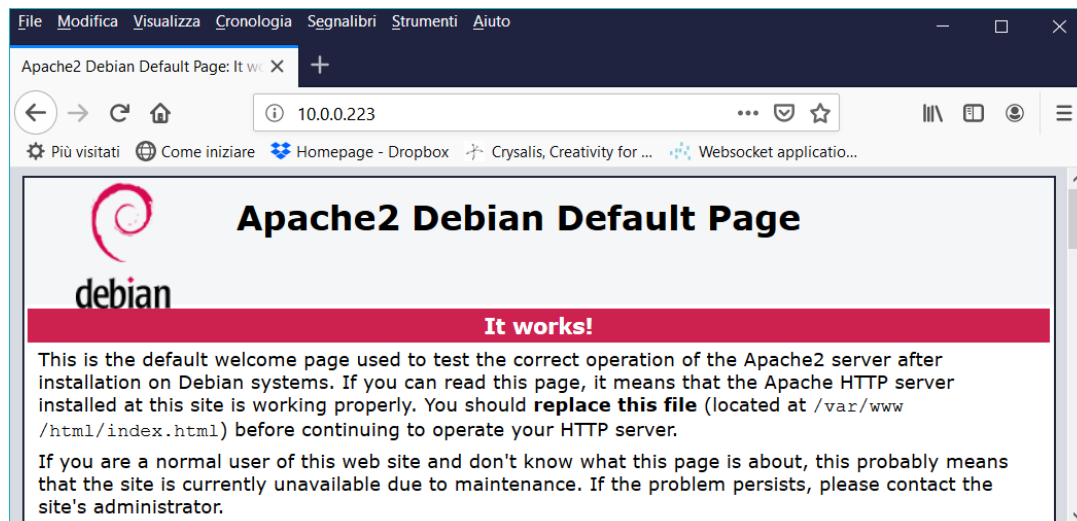 File Modifica Visualizza Cronologia Segnalibri Strumenti Aiuto
Apache2 Debian Default Page: It wo
10.0.0.223
Più visitati Come iniziare Homepage - Dropbox Crysalis, Creativity for ... Websocket applicatio...
debian
Apache2 Debian Default Page
It works!
This is the default welcome page used to test the correct operation of the Apache2 server after
installation on Debian systems. If you can read this page, it means that the Apache HTTP server
installed at this site is working properly. You should replace this file (located at /var/www
/html/index.html) before continuing to operate your HTTP server.
If you are a normal user of this web site and don't know what this page is about, this probably means
that the site is currently unavailable due to maintenance. If the problem persists, please contact the
site's administrator.